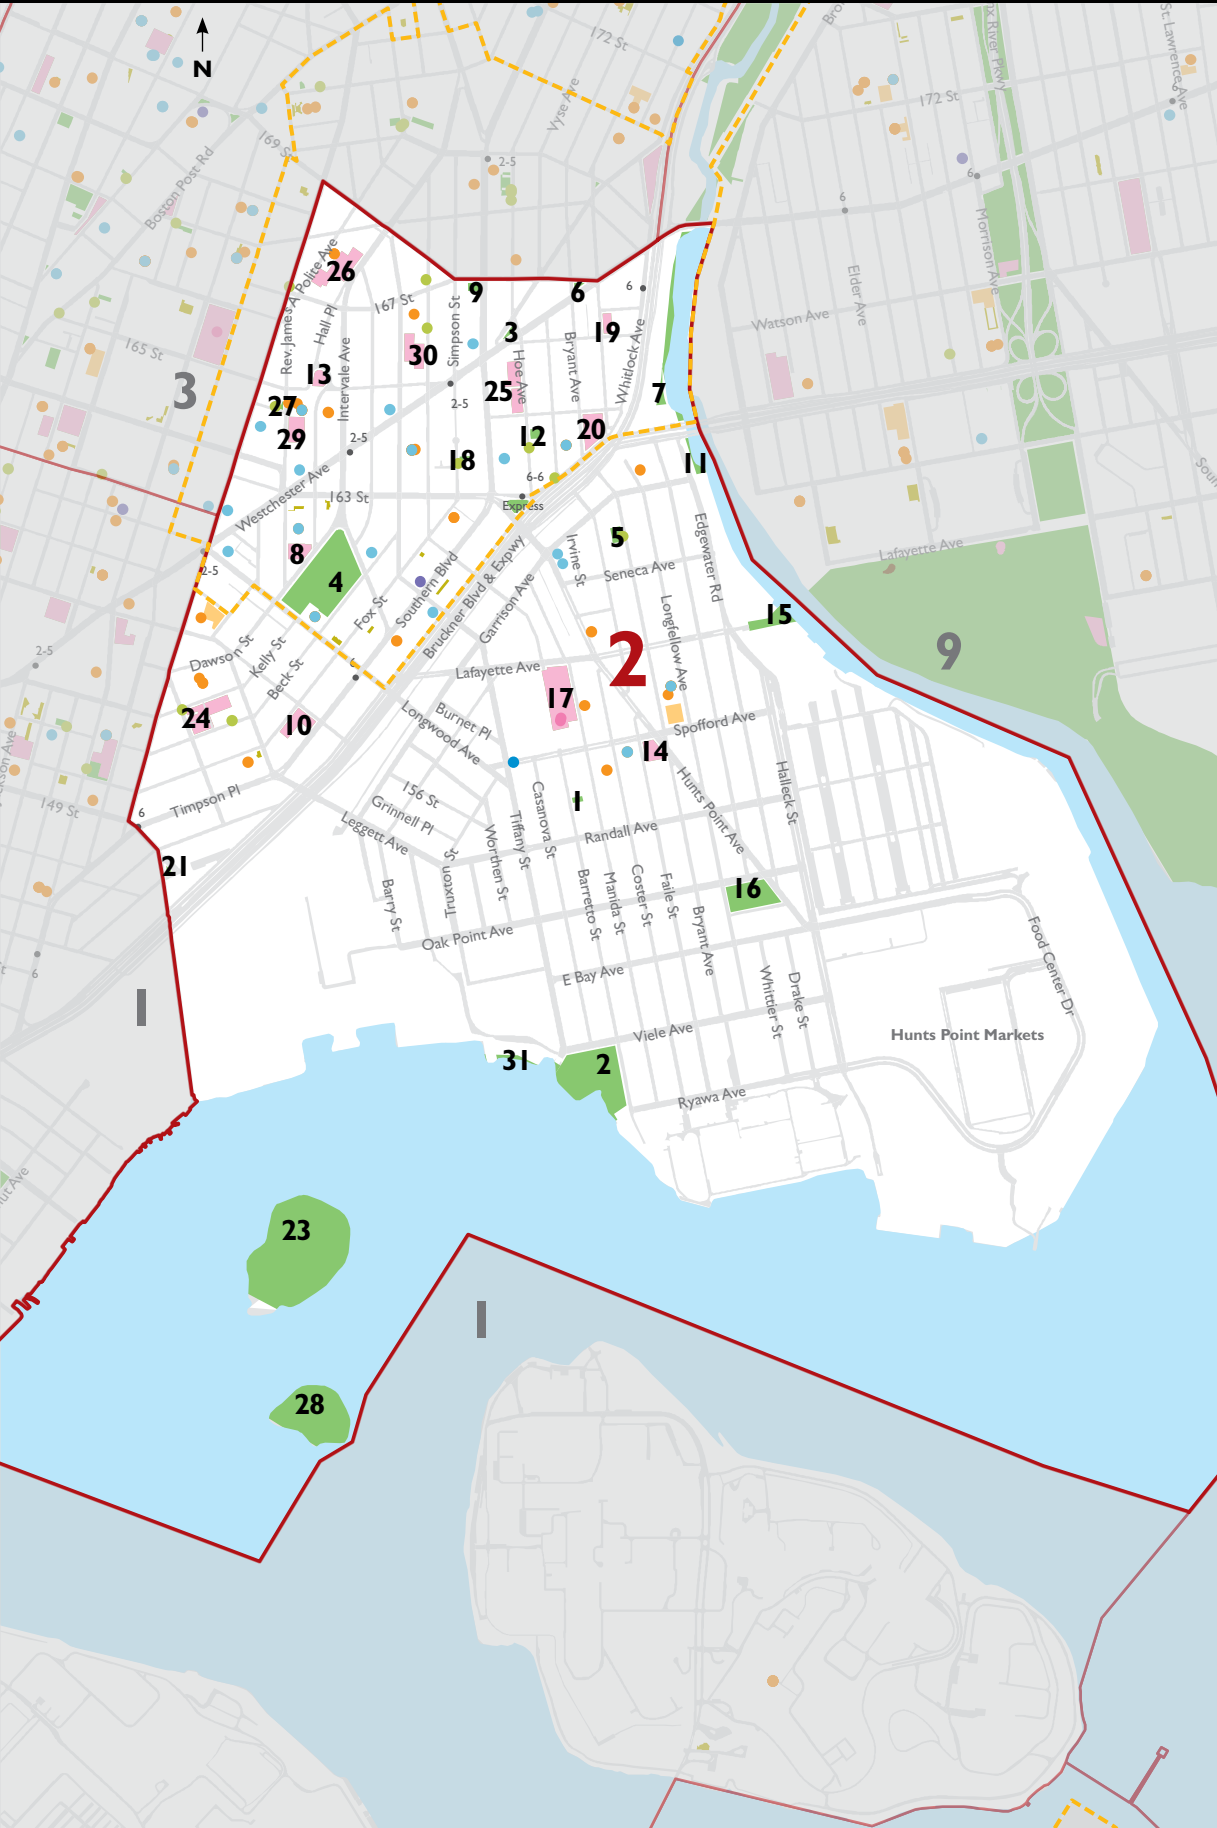 N
172 St
Vyse Ave
Bro
x River Pkwy
St Lawrence Ave
172 St
6
169 S
2-5
Boston Post Rd
6
6
Morrison Ave
Elder Ave
Rev. James A Polite Ave
26
167 St
9
6
6
Watson Ave
Hall Pl
Simpson St
3
19
165 St
Intervale Ave
30
Hoe Ave
Bryant Ave
Whitlock Ave
3
13
25
7
27
2-5
29
2-5
12
20
18
11
Westchester Ave
163 St
6-6
Express
Sou
2-5
8
4
5
Irvine St
Seneca Ave
Edgewater Rd
Lafayette Ave
Fox St
Southern Blvd
Bruckner Blvd & Expwy
Garrison Ave
Longfellow Ave
15
2
9
2-5
Dawson St
Kelly St
Beck St
6
Lafayette Ave
24
10
17
Burnet Pl
Longwood Ave
Spofford Ave
14
kson Ave
149 St
6
Timpson Pl
156 St
Grinnell Pl
Leggett Ave
Casanova St
Tiffany St
1
Randall Ave
Hunts Point Ave
Halleck St
21
Worthen St
Truxton St
Barry St
Barretto St
Manida St
Coster St
Faile St
16
Bryant Ave
Oak Point Ave
E Bay Ave
Food Center Dr
6
1
Whittier St
Drake St
Viele Ave
Hunts Point Markets
31
2
Ryawa Ave
ut Ave
23
1
28